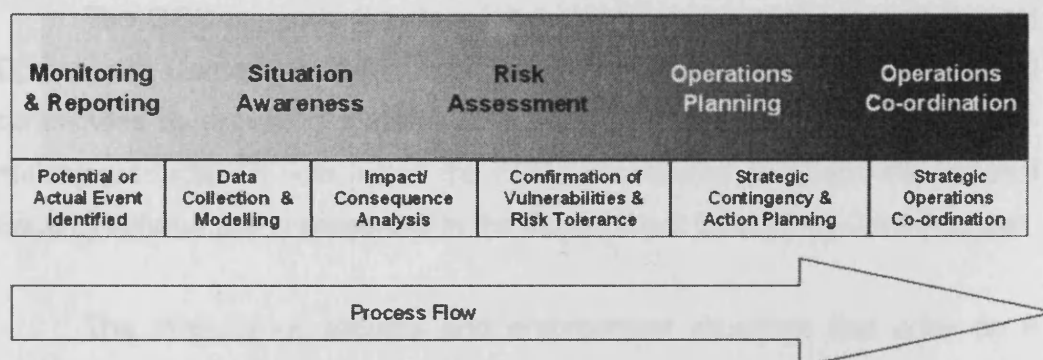 Monitoring
& Reporting
Situation
Awareness
Risk
Assessment
Operations
Planning
Operations
Co-ordination
Potential or
Actual Event
Identified
Data
Collection &
Modelling
Impact/
Consequence
Analysis
Confirmation of
Vulnerabilities &
Risk Tolerance
Strategic
Contingency &
Action Planning
Strategic
Operations
Co-ordination
Process Flow